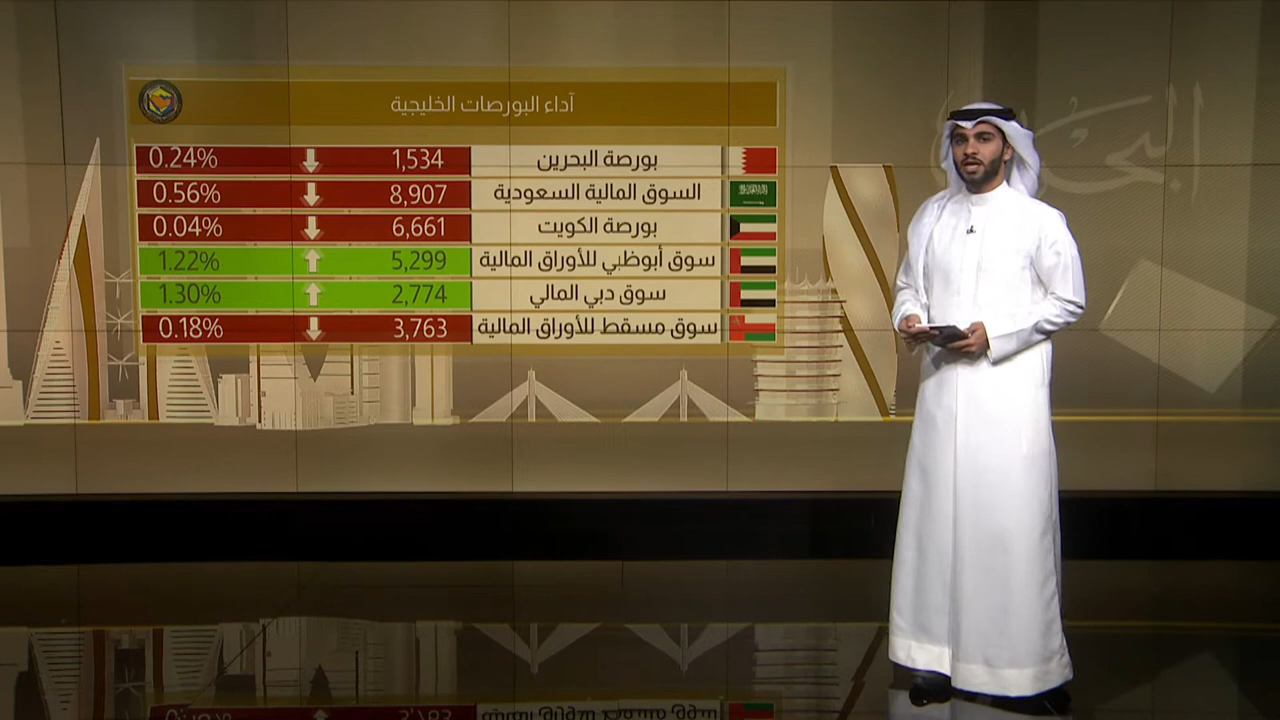 آداء البورصات الخليجية
بورصة البحرين 1,534 0.24%
السوق المالية السعودية 8,907 0.56%
بورصة الكويت 6,661 0.04%
سوق أبوظبي للأوراق المالية 5,299 1.22%
سوق دبي المالي 2,774 1.30%
سوق مسقط للأوراق المالية 3,763 0.18%